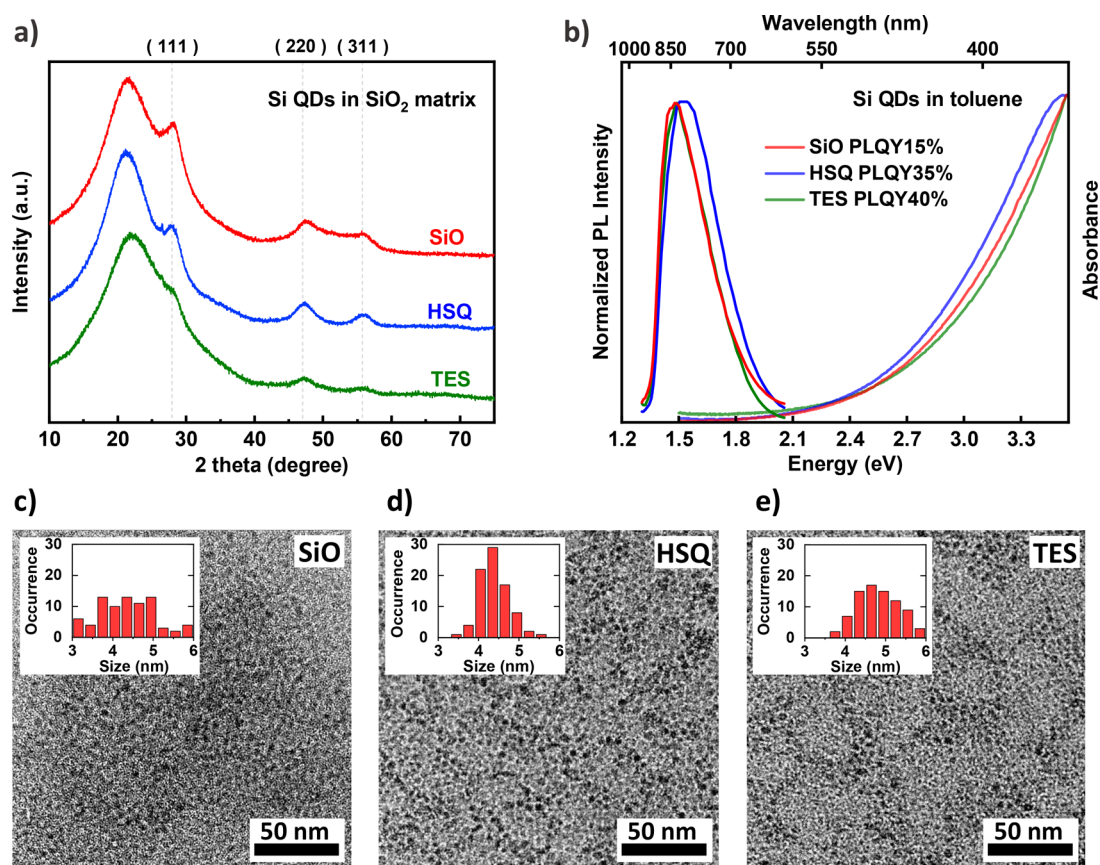 a)
( 111 ) ( 220 ) ( 311 )
Si QDs in SiO₂ matrix
SiO
HSQ
TES
Intensity (a.u.)
10 20 30 40 50 60 70
2 theta (degree)
b)
Wavelength (nm)
1000 850 700 550 400
Si QDs in toluene
SiO PLQY15%
HSQ PLQY35%
TES PLQY40%
Normalized PL Intensity
Absorbance
1.2 1.5 1.8 2.1 2.4 2.7 3.0 3.3
Energy (eV)
c)
SiO
Occurrence
30
20
10
0
3 4 5 6
Size (nm)
50 nm
d)
HSQ
Occurrence
30
20
10
0
3 4 5 6
Size (nm)
50 nm
e)
TES
Occurrence
30
20
10
0
3 4 5 6
Size (nm)
50 nm